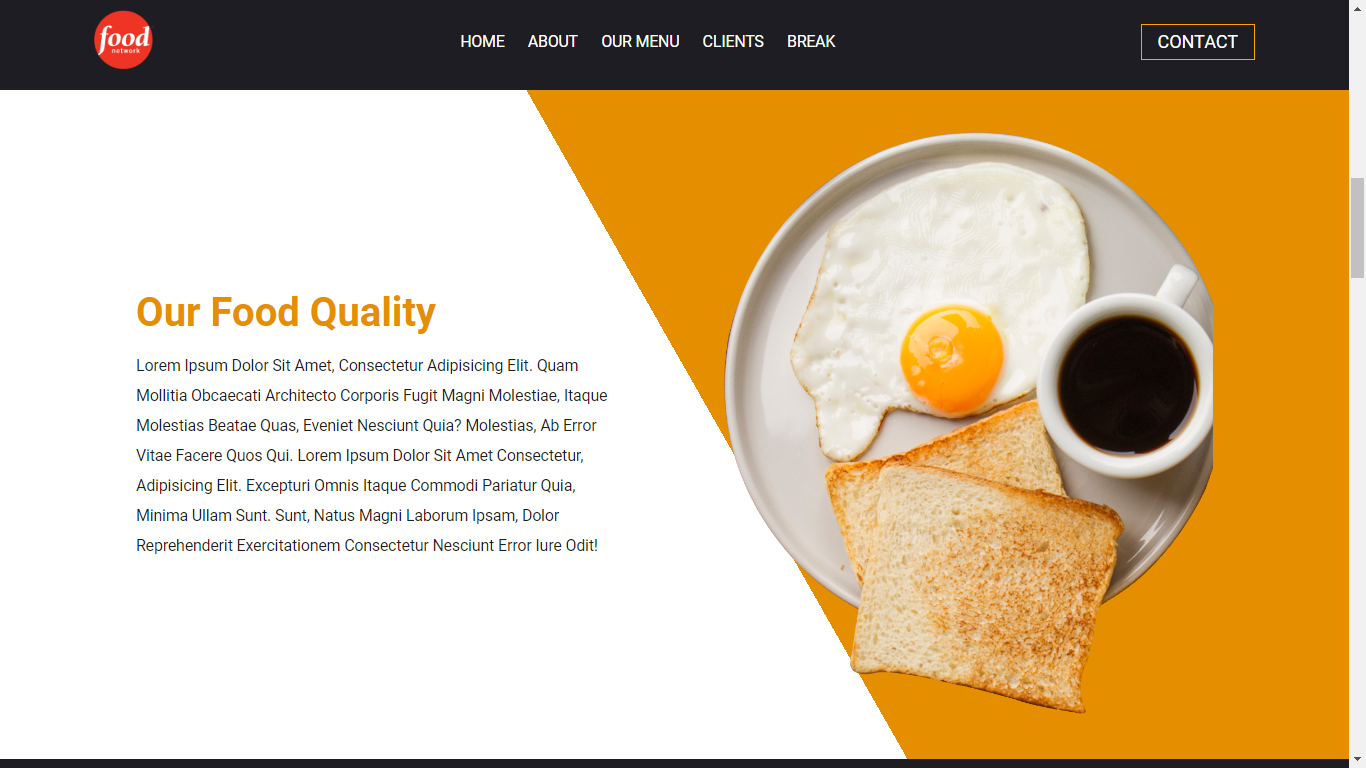 food
network
HOME ABOUT OUR MENU CLIENTS BREAK
CONTACT
Our Food Quality
Lorem Ipsum Dolor Sit Amet, Consectetur Adipisicing Elit. Quam
Mollitia Obcaecati Architecto Corporis Fugit Magni Molestiae, Itaque
Molestias Beatae Quas, Eveniet Nesciunt Quia? Molestias, Ab Error
Vitae Facere Quos Qui. Lorem Ipsum Dolor Sit Amet Consectetur,
Adipisicing Elit. Excepturi Omnis Itaque Commodi Pariatur Quia,
Minima Ullam Sunt. Sunt, Natus Magni Laborum Ipsam, Dolor
Reprehenderit Exercitationem Consectetur Nesciunt Error Iure Odit!